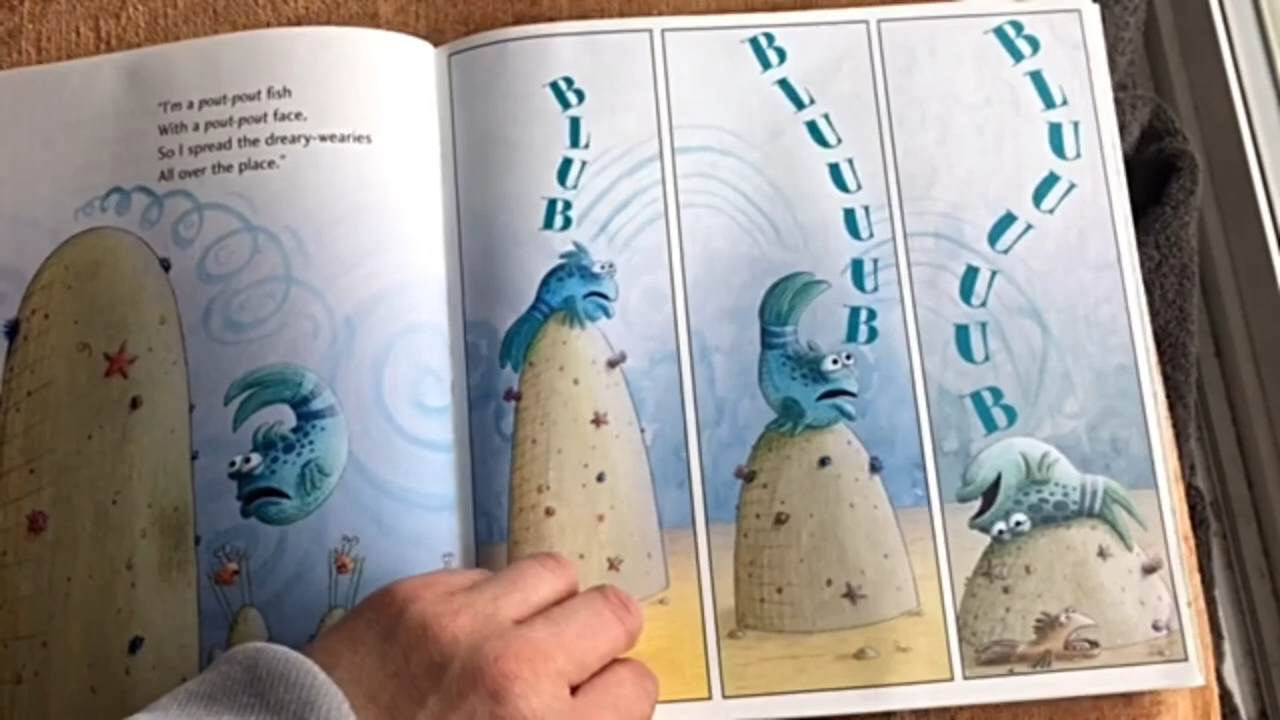 "I'm a pout-pout fish
With a pout-pout face,
So I spread the dreary-wearies
All over the place."
BLUB
BLUUUUB
BLUUUUUB